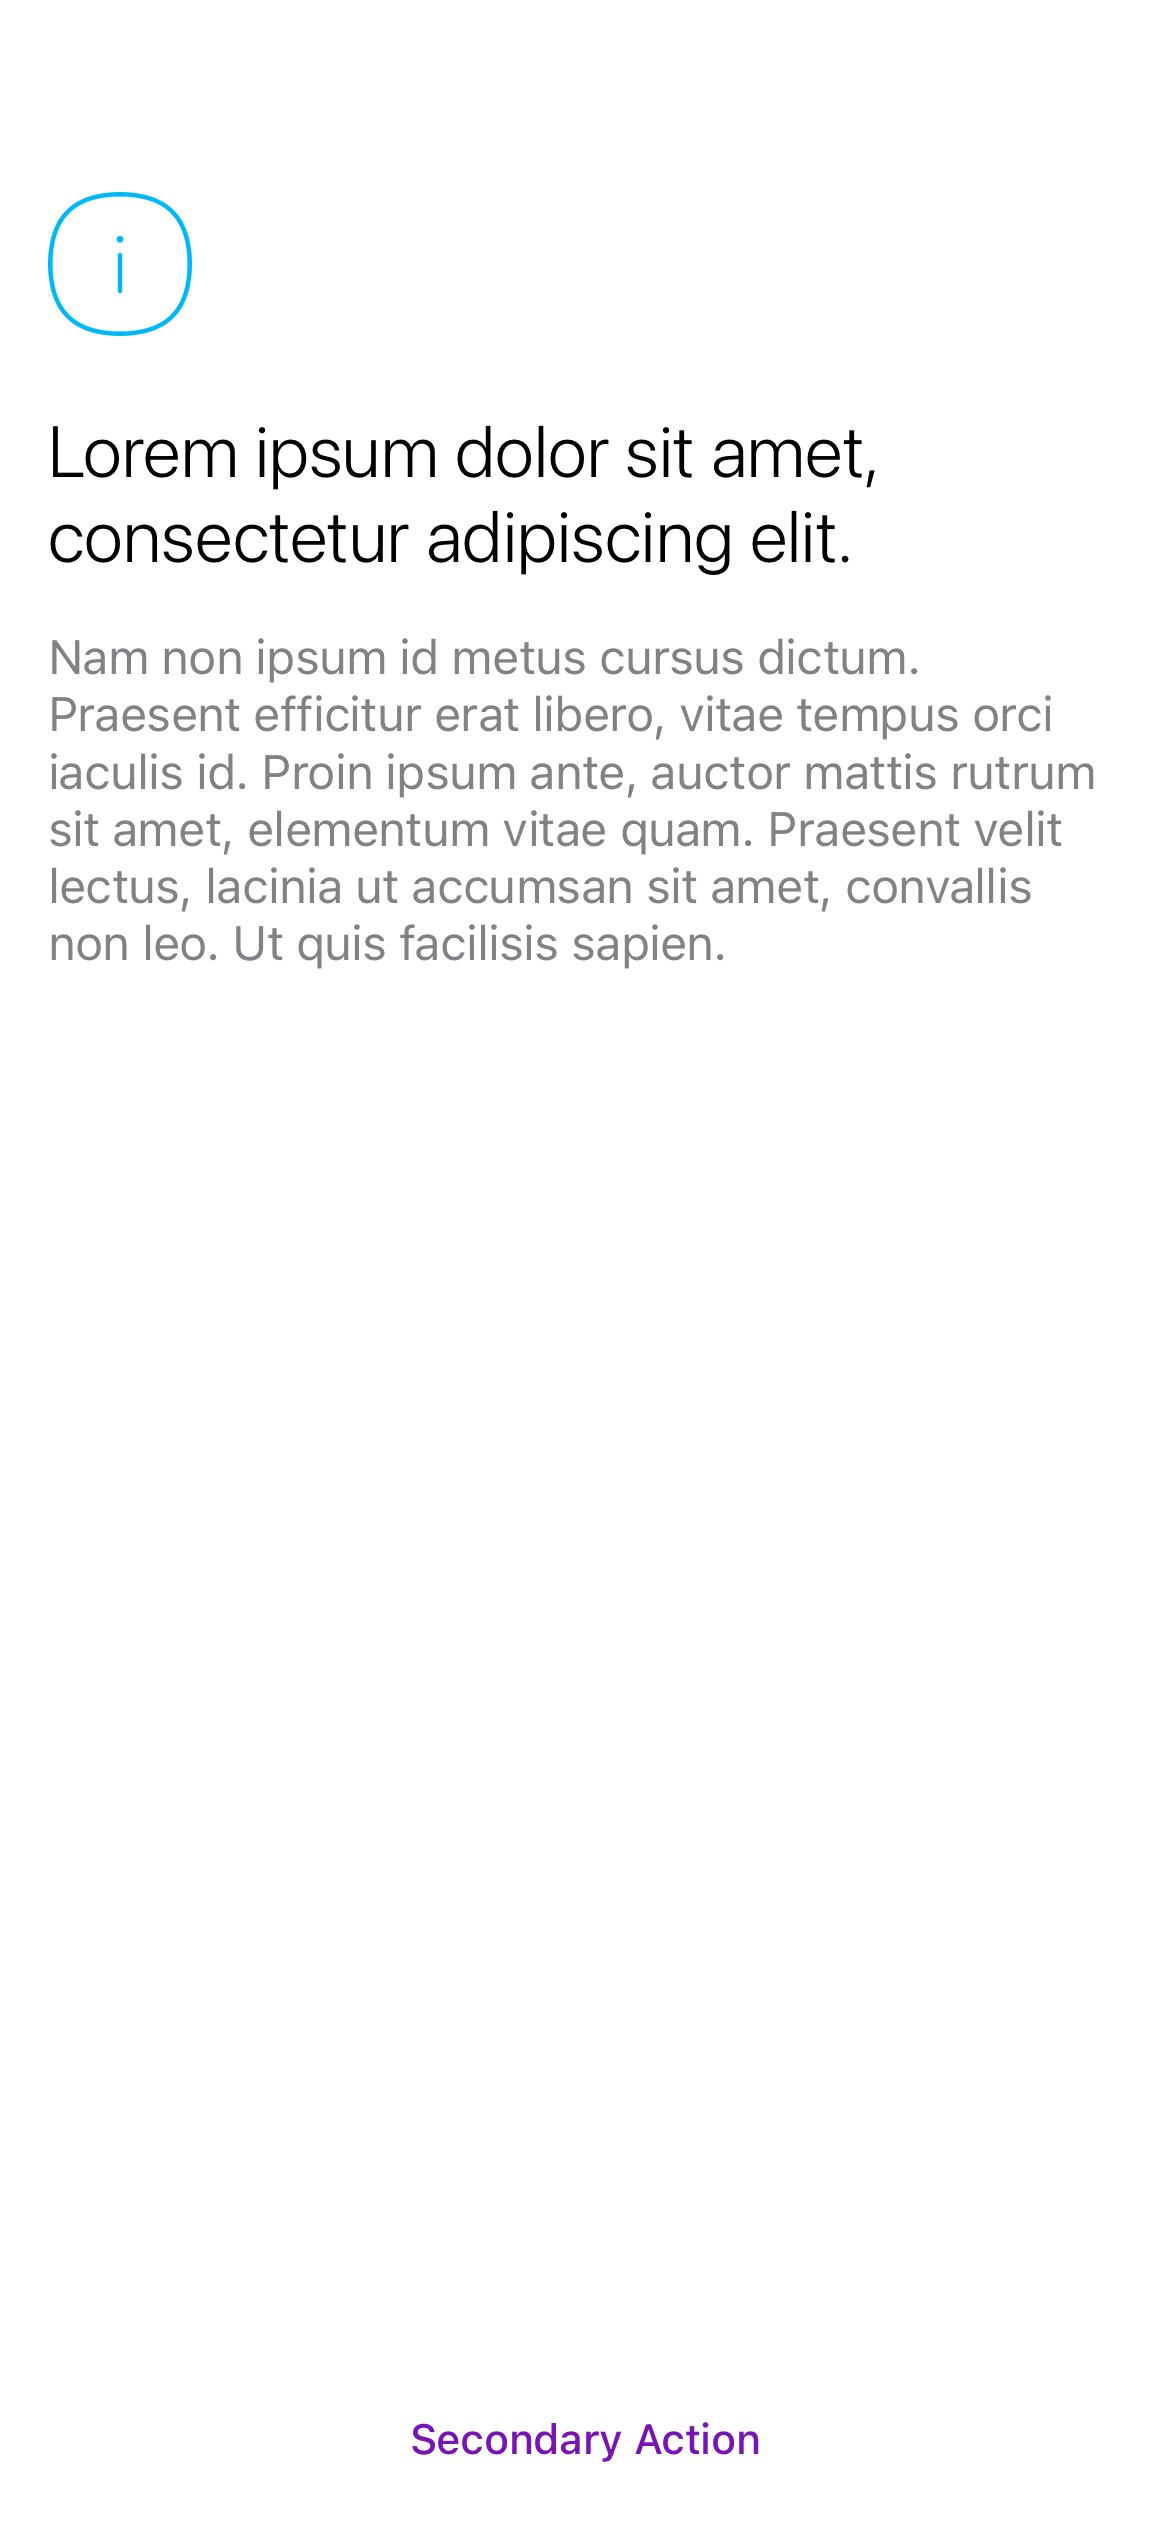 Lorem ipsum dolor sit amet,
consectetur adipiscing elit.
Nam non ipsum id metus cursus dictum.
Praesent efficitur erat libero, vitae tempus orci
iaculis id. Proin ipsum ante, auctor mattis rutrum
sit amet, elementum vitae quam. Praesent velit
lectus, lacinia ut accumsan sit amet, convallis
non leo. Ut quis facilisis sapien.
Secondary Action